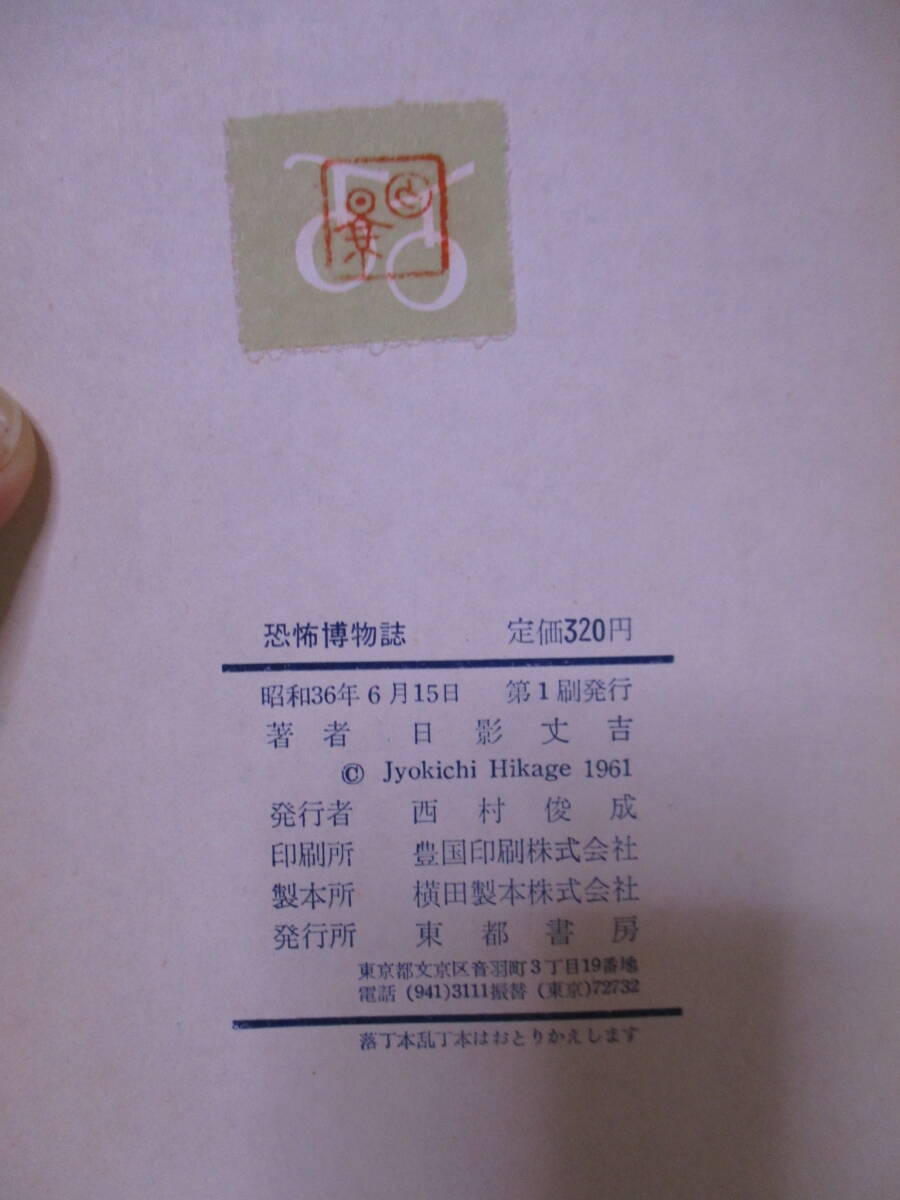 恐怖博物誌 定価320円
昭和36年6月15日 第1刷発行
著者 日影丈吉
© Jyokichi Hikage 1961
発行者 西村俊成
印刷所 豊国印刷株式会社
製本所 横田製本株式会社
発行所 東都書房
東京都文京区音羽町3丁目19番地
電話 (941)3111振替 (東京)72732
落丁本乱丁本はおとりかえします